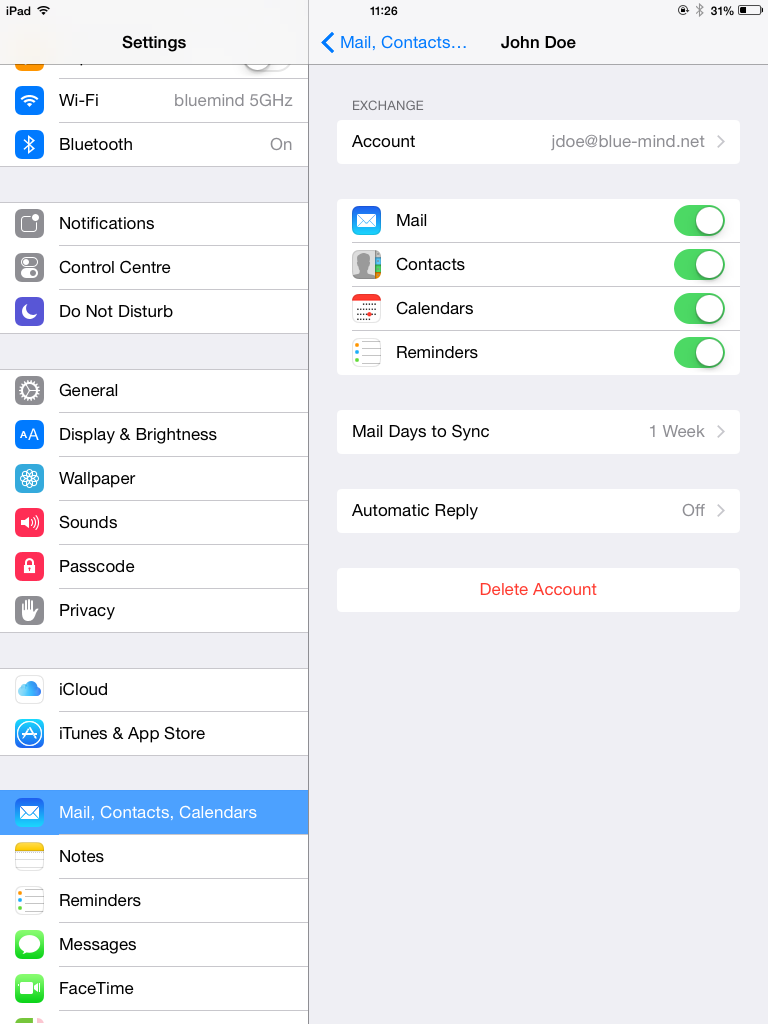 iPad
11:26
31%
Settings
Wi-Fi bluemind 5GHz
Bluetooth On
Notifications
Control Centre
Do Not Disturb
General
AA Display & Brightness
Wallpaper
Sounds
Passcode
Privacy
iCloud
iTunes & App Store
Mail, Contacts, Calendars
Notes
Reminders
Messages
FaceTime
Mail, Contacts...
John Doe
EXCHANGE
Account jdoe@blue-mind.net
Mail
Contacts
Calendars
Reminders
Mail Days to Sync 1 Week
Automatic Reply Off
Delete Account